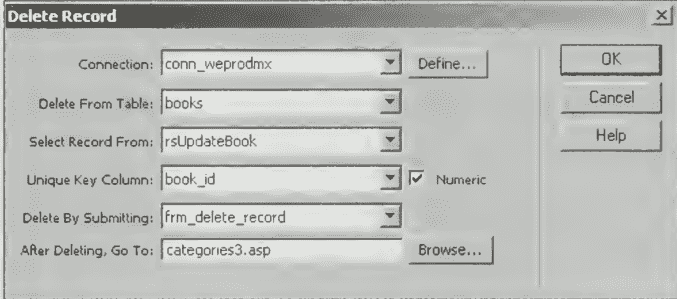 Delete Record
Connection: conn_weprodmx Define... OK
Delete From Table: books Cancel
Select Record From: rsUpdateBook Help
Unique Key Column: book_id Numeric
Delete By Submitting: frm_delete_record
After Deleting, Go To: categories3.asp Browse...